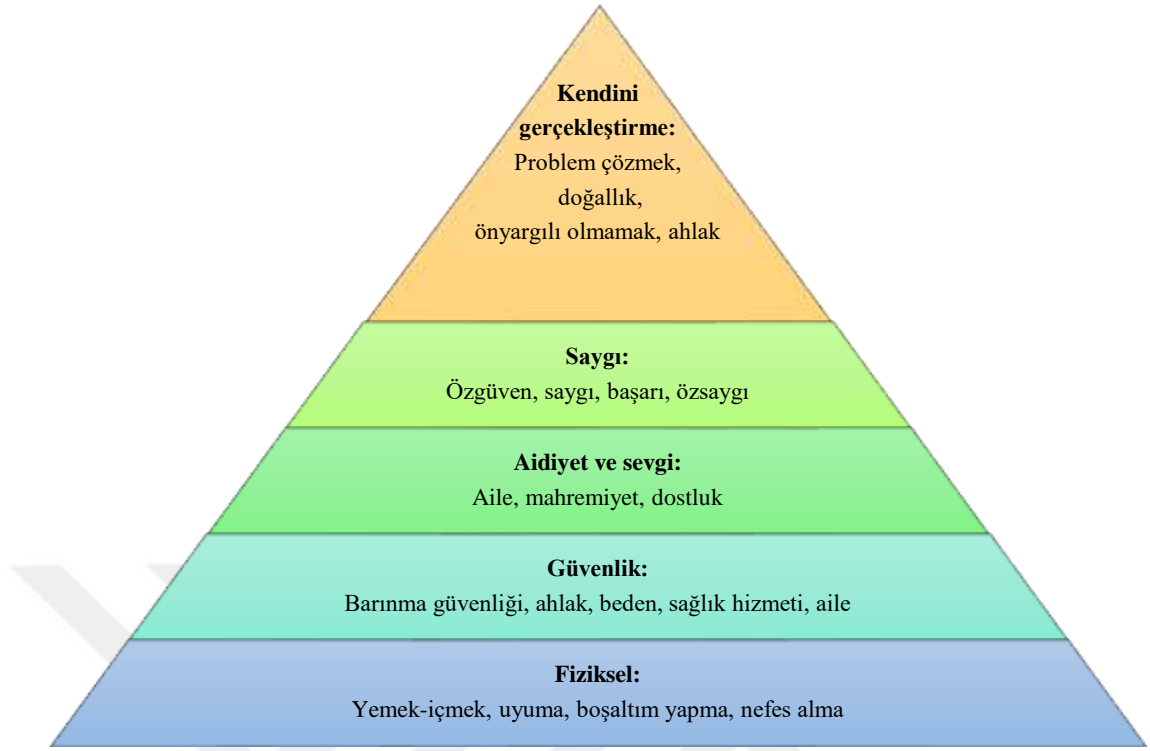 Kendini
gerçekleştirme:
Problem çözmek,
doğallık,
önyargılı olmamak, ahlak
Saygı:
Özgüven, saygı, başarı, özsaygı
Aidiyet ve sevgi:
Aile, mahremiyet, dostluk
Güvenlik:
Barınma güvenliği, ahlak, beden, sağlık hizmeti, aile
Fiziksel:
Yemek-içmek, uyuma, boşaltım yapma, nefes alma